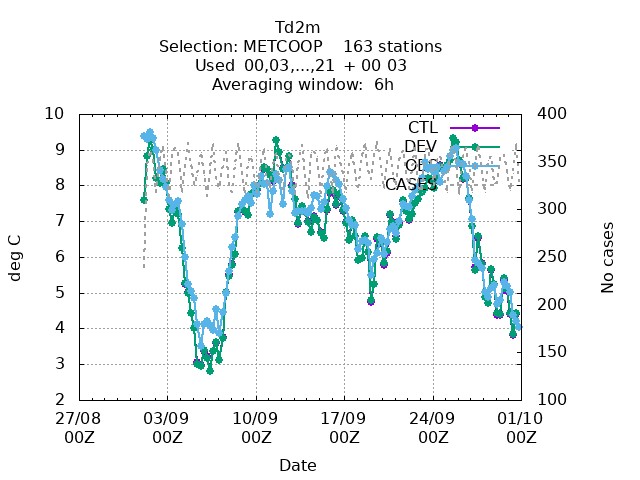 Td2m
Selection: METCOOP 163 stations
Used 00,03,...,21 + 00 03
Averaging window: 6h
10
9
8
7
6
5
4
3
2
deg C
400
350
300
250
200
150
100
No cases
CTL
DEV
OBS
CASES
27/08 03/09 10/09 17/09 24/09 01/10
00Z 00Z 00Z 00Z 00Z 00Z
Date